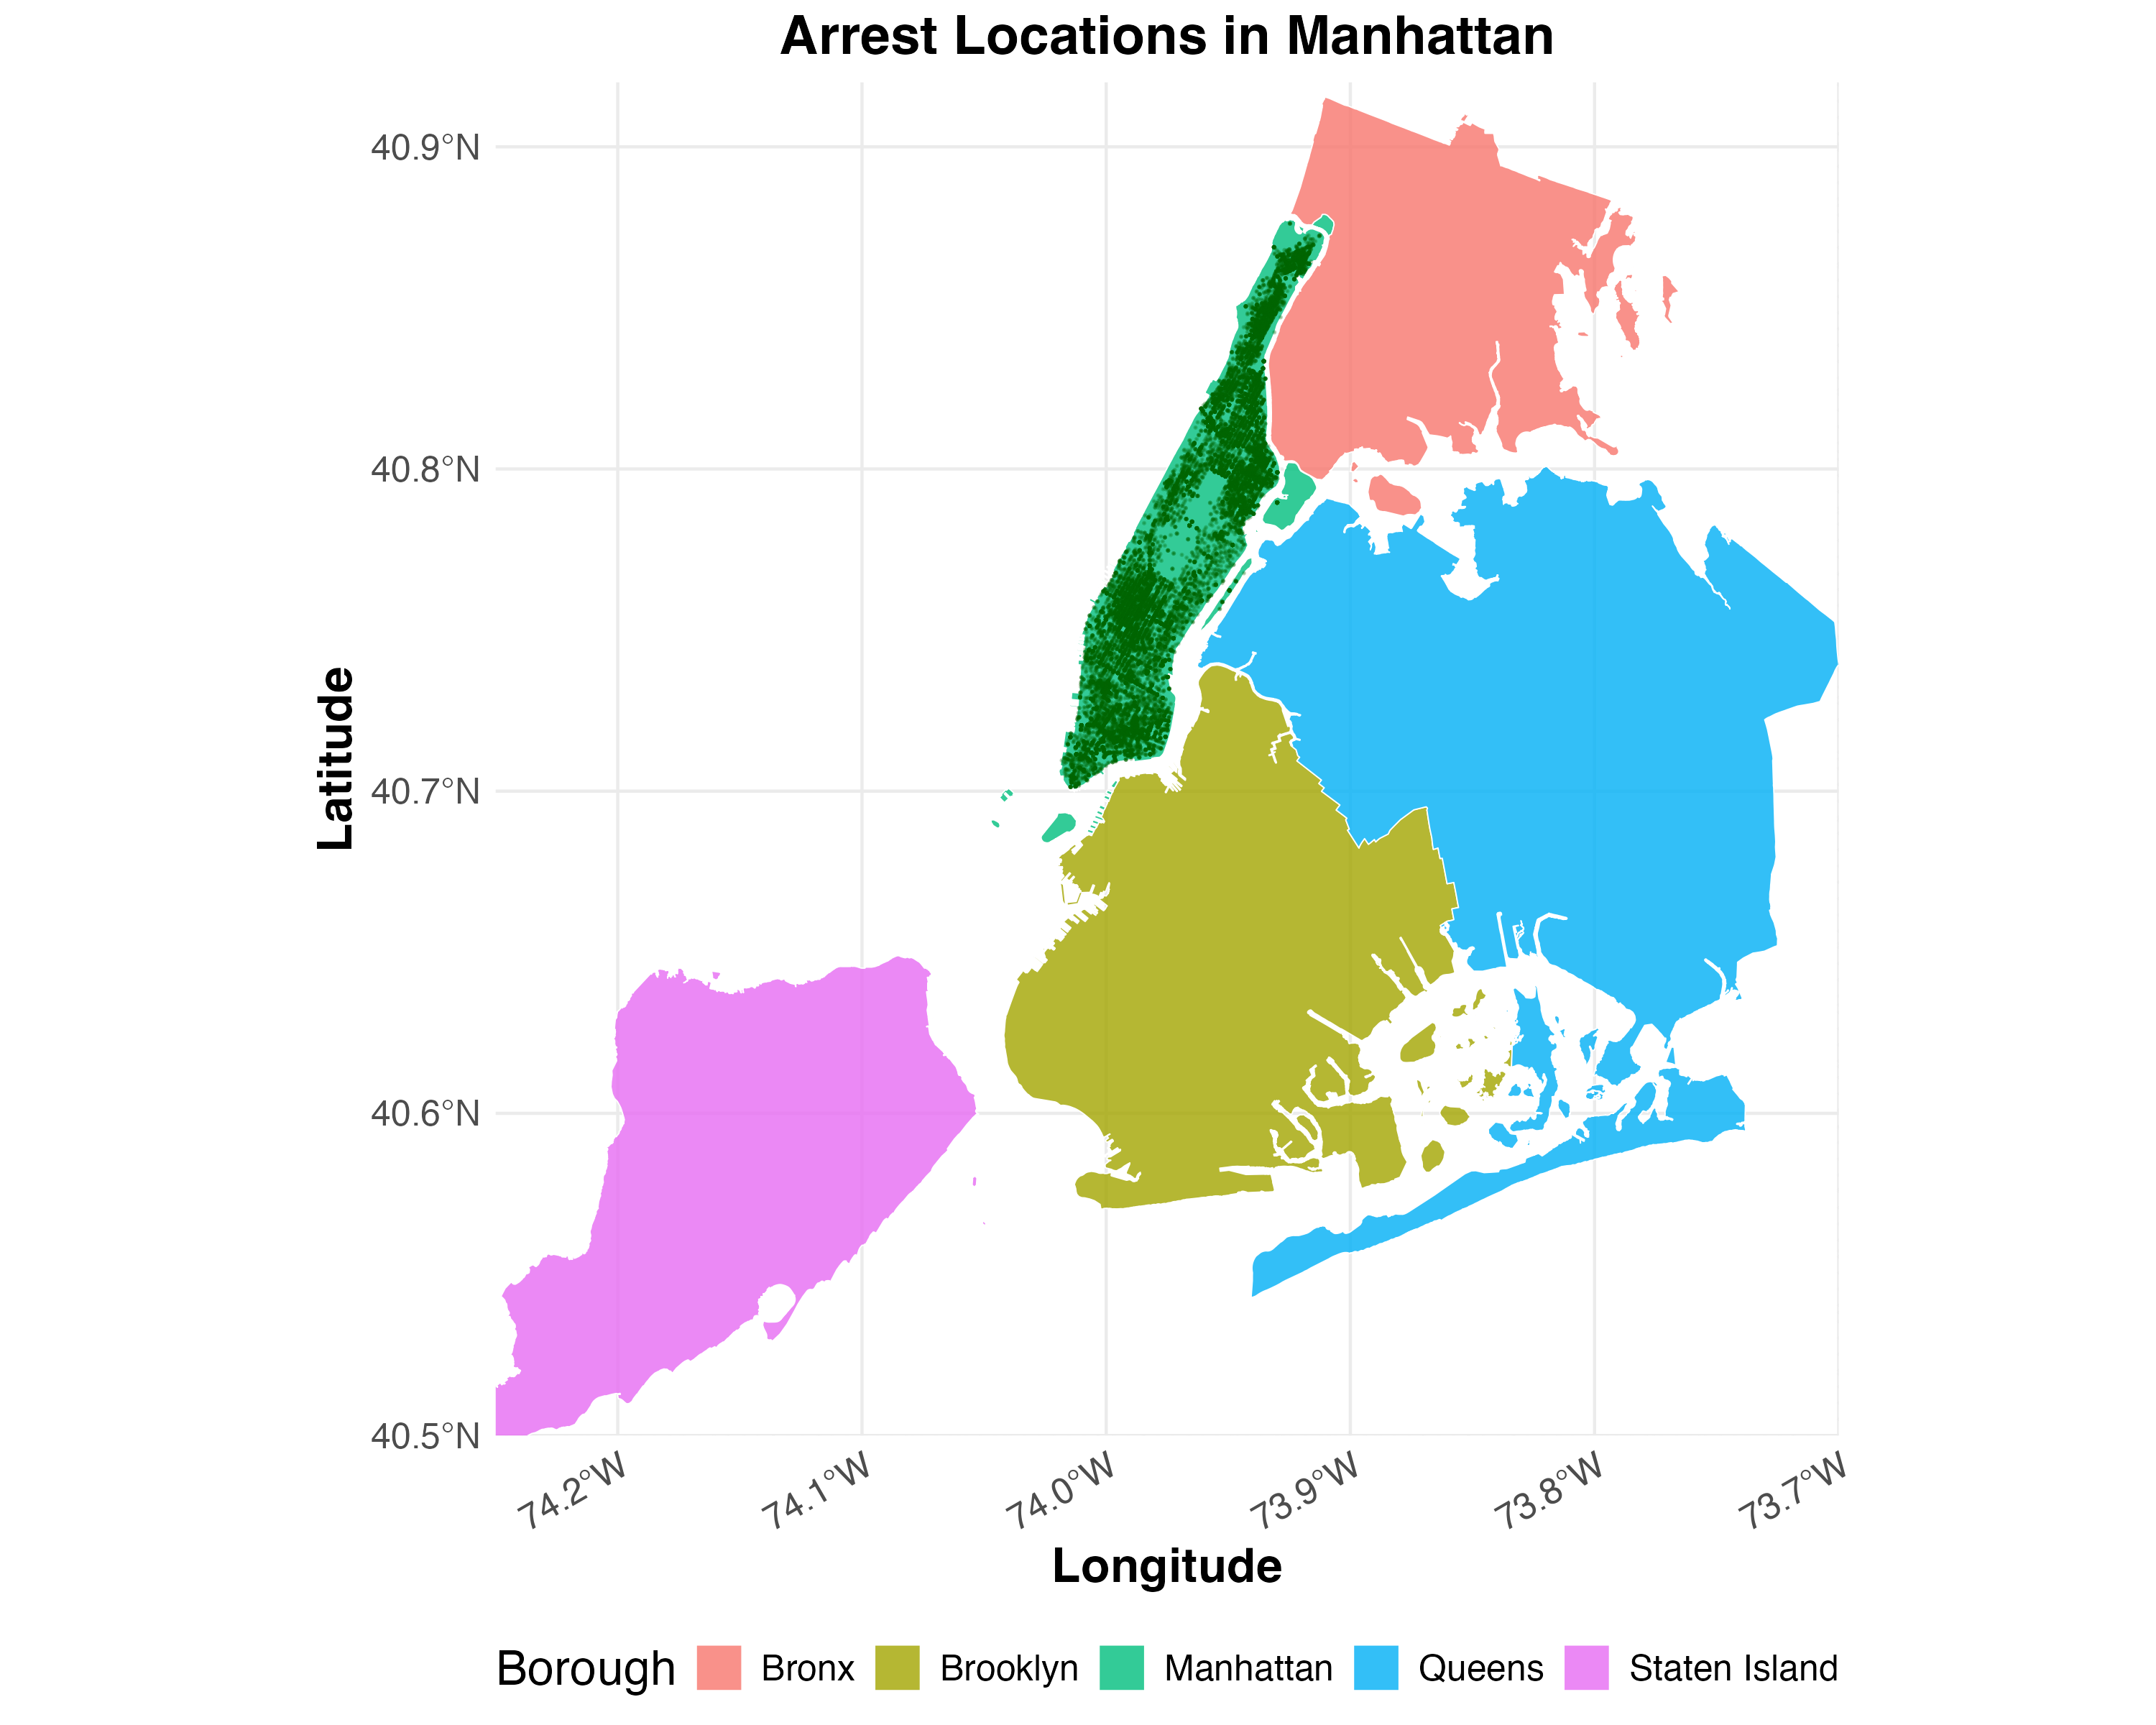 Arrest Locations in Manhattan
40.9°N
40.8°N
40.7°N
40.6°N
40.5°N
Latitude
74.2°W
74.1°W
74.0°W
73.9°W
73.8°W
73.7°W
Longitude
Borough Bronx Brooklyn Manhattan Queens Staten Island